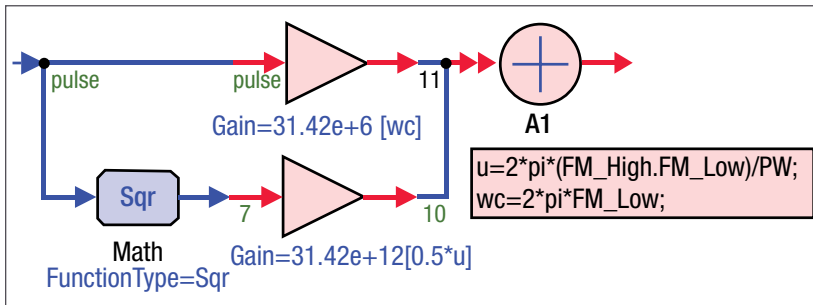 pulse
pulse
11
A1
Gain=31.42e+6 [wc]
u=2*pi*(FM_High.FM_Low)/PW;
wc=2*pi*FM_Low;
Sqr
7
10
Math
FunctionType=Sqr
Gain=31.42e+12[0.5*u]